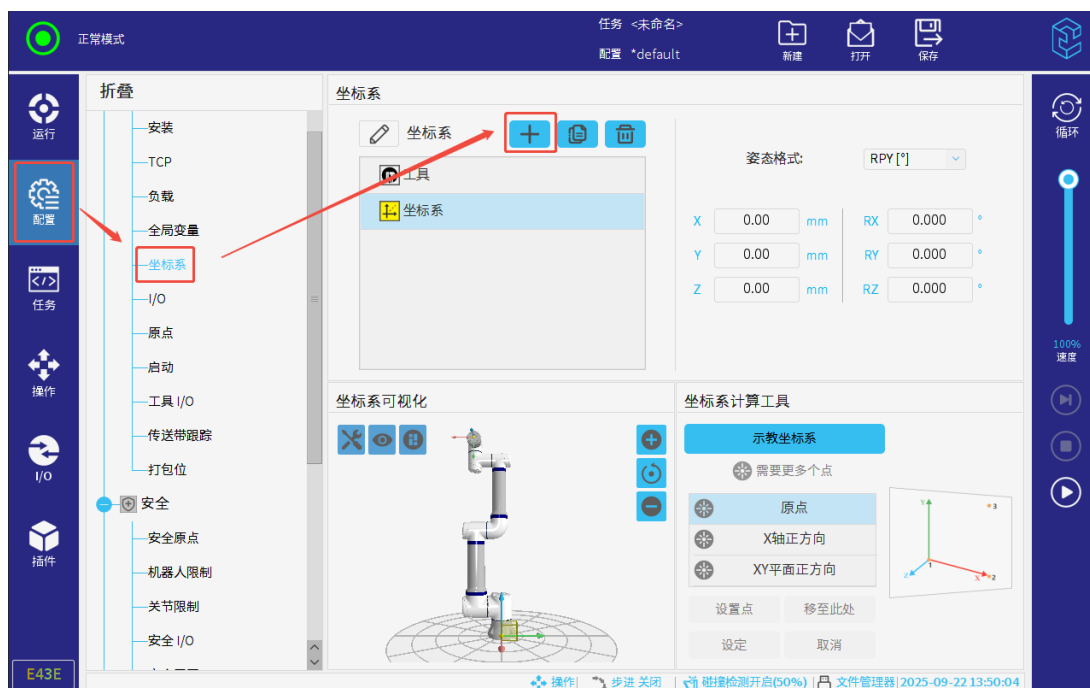 正常模式
任务 <未命名>
配置 *default
新建
打开
保存
运行
配置
任务
操作
I/O
插件
E43E
折叠
安装
TCP
负载
全局变量
坐标系
I/O
原点
启动
工具 I/O
传送带跟踪
打包位
安全
安全原点
机器人限制
关节限制
安全 I/O
坐标系
坐标系
工具
坐标系
姿态格式: RPY [°]
X 0.00 mm RX 0.000 °
Y 0.00 mm RY 0.000 °
Z 0.00 mm RZ 0.000 °
坐标系可视化
坐标系计算工具
示教坐标系
需要更多个点
原点
X轴正方向
XY平面正方向
Y
3
1
Z
X
2
设置点 移至此处
设定 取消
循环
100%
速度
操作 步进 关闭 碰撞检测开启(50%) 文件管理器 2025-09-22 13:50:04